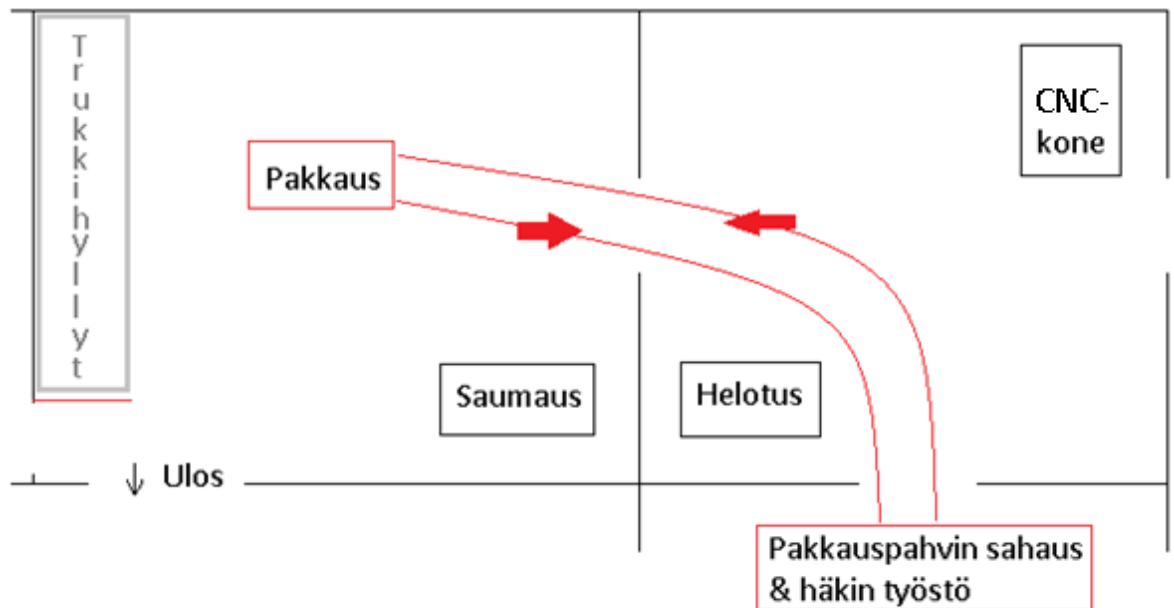 Trukkihyllyt
CNC-
kone
Pakkaus
Saumaus
Helotus
Ulos
Pakkauspahvin sahaus
& häkin työstö